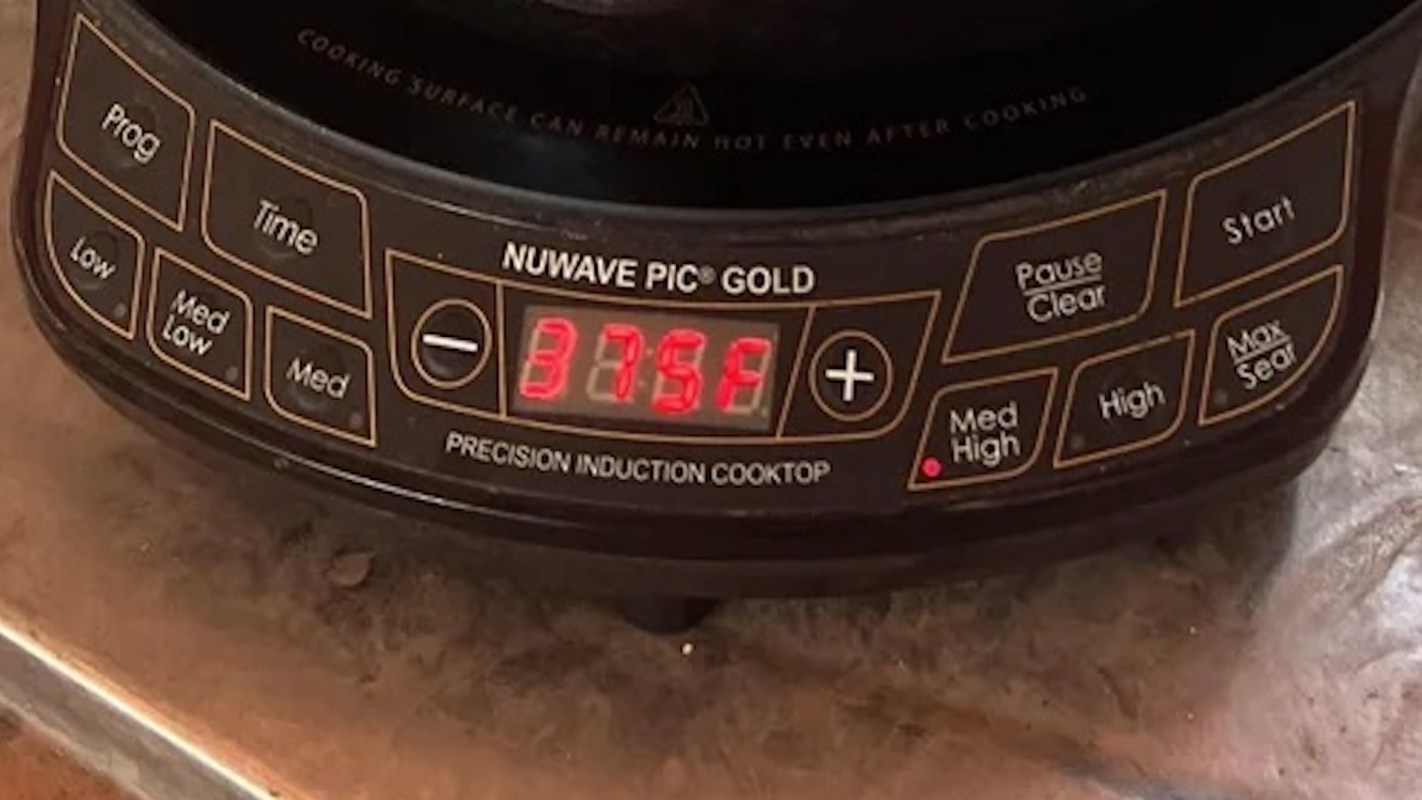 COOKING SURFACE CAN REMAIN HOT EVEN AFTER COOKING
Prog
Time
Low
Med
Low
Med
NUWAVE PIC® GOLD
−
375F
+
PRECISION INDUCTION COOKTOP
Pause
Clear
Start
Med
High
High
Max
Sear